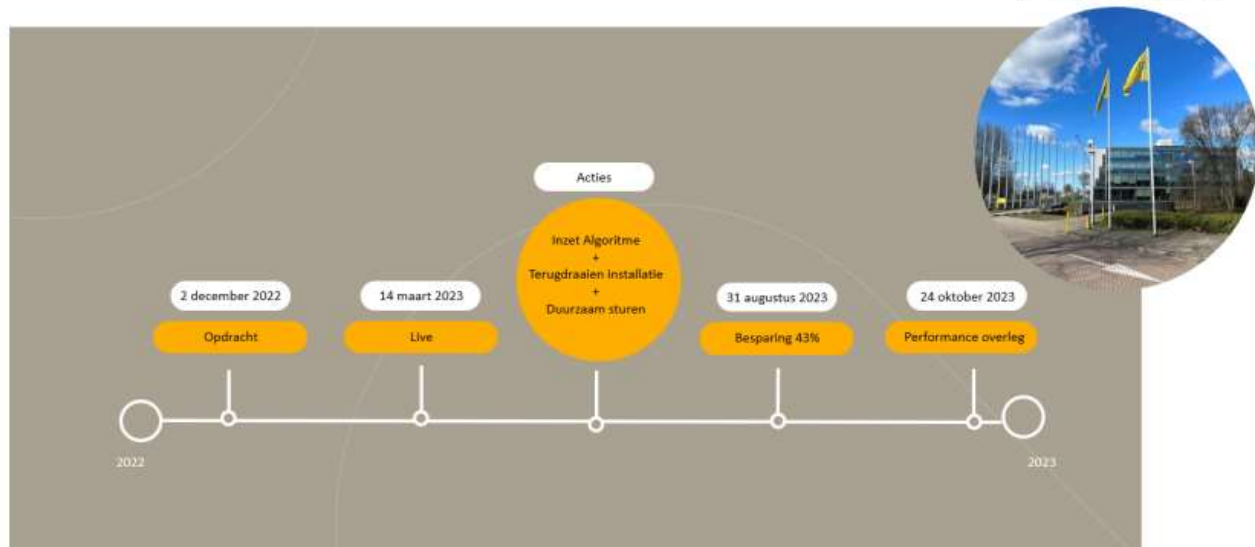 Acties
Inzet Algoritme
+
Terugdraaien installatie
+
Duurzaam sturen
2 december 2022
Opdracht
14 maart 2023
Live
31 augustus 2023
Besparing 43%
24 oktober 2023
Performance overleg
2022
2023